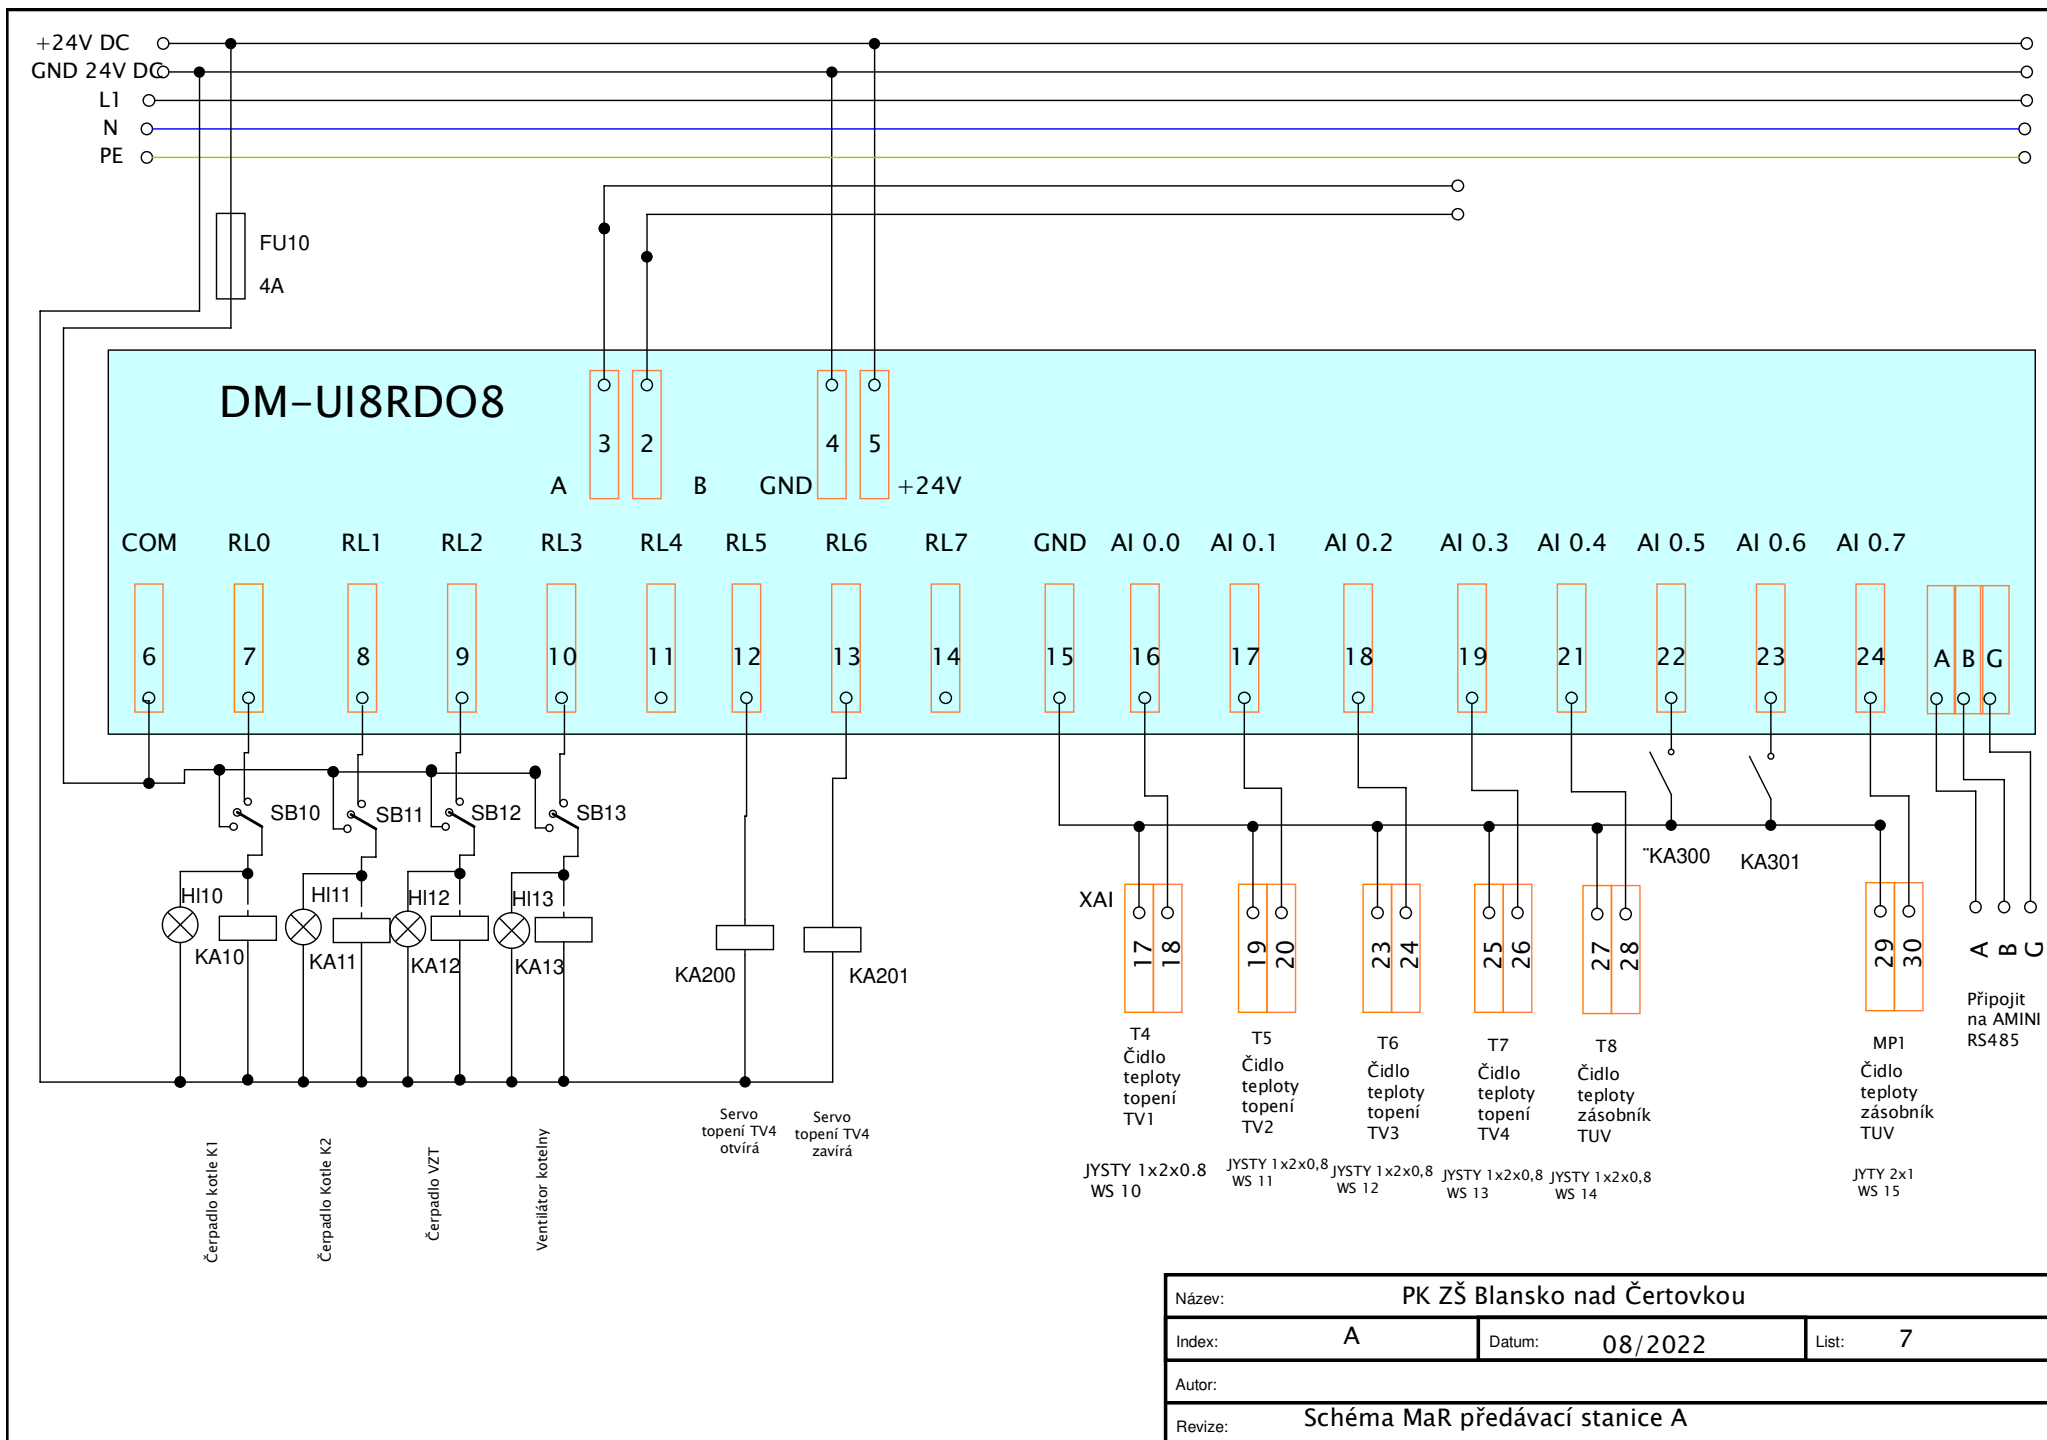 +24V DC
GND 24V DC
L1
N
PE
FU10
4A
DM-UI8RDO8
3 2 4 5
A B GND +24V
COM RL0 RL1 RL2 RL3 RL4 RL5 RL6 RL7 GND AI 0.0 AI 0.1 AI 0.2 AI 0.3 AI 0.4 AI 0.5 AI 0.6 AI 0.7
6 7 8 9 10 11 12 13 14 15 16 17 18 19 21 22 23 24 A B G
SB10 SB11 SB12 SB13
¨KA300 KA301
HI10 HI11 HI12 HI13
XAI
KA10 KA11 KA12 KA13
KA200 KA201
17 18 19 20 23 24 25 26 27 28 29 30
A B G
Připojit
na AMINI
RS485
T4
Čidlo
teploty
topení
TV1
T5
Čidlo
teploty
topení
TV2
T6
Čidlo
teploty
topení
TV3
T7
Čidlo
teploty
topení
TV4
T8
Čidlo
teploty
zásobník
TUV
MP1
Čidlo
teploty
zásobník
TUV
Servo
topení TV4
otvírá
Servo
topení TV4
zavírá
Čerpadlo kotle K1
Čerpadlo Kotle K2
Čerpadlo VZT
Ventilátor kotelny
JYSTY 1x2x0.8
WS 10
JYSTY 1x2x0,8
WS 11
JYSTY 1x2x0,8
WS 12
JYSTY 1x2x0,8
WS 13
JYSTY 1x2x0,8
WS 14
JYTY 2x1
WS 15
Název: PK ZŠ Blansko nad Čertovkou
Index: A Datum: 08/2022 List: 7
Autor:
Revize: Schéma MaR předávací stanice A